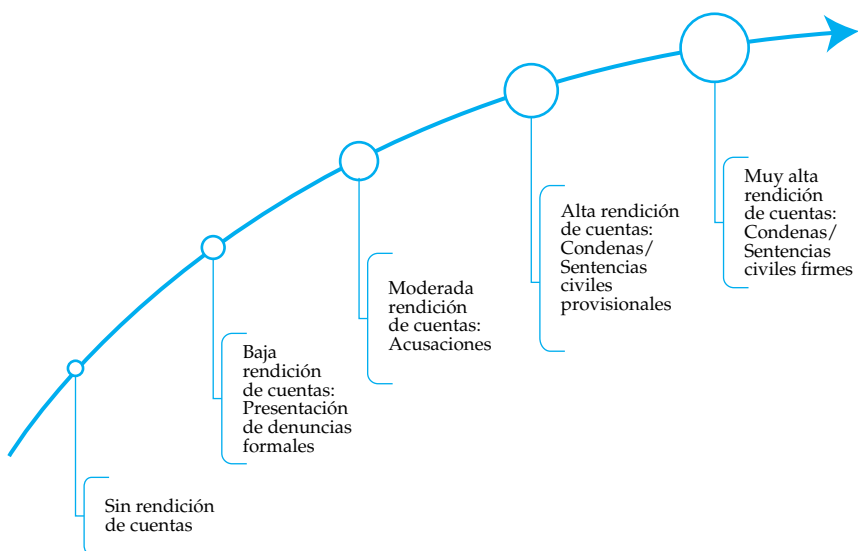 Sin rendición
de cuentas
Baja
rendición
de cuentas:
Presentación
de denuncias
formales
Moderada
rendición
de cuentas:
Acusaciones
Alta rendición
de cuentas:
Condenas/
Sentencias
civiles
provisionales
Muy alta
rendición
de cuentas:
Condenas/
Sentencias
civiles firmes